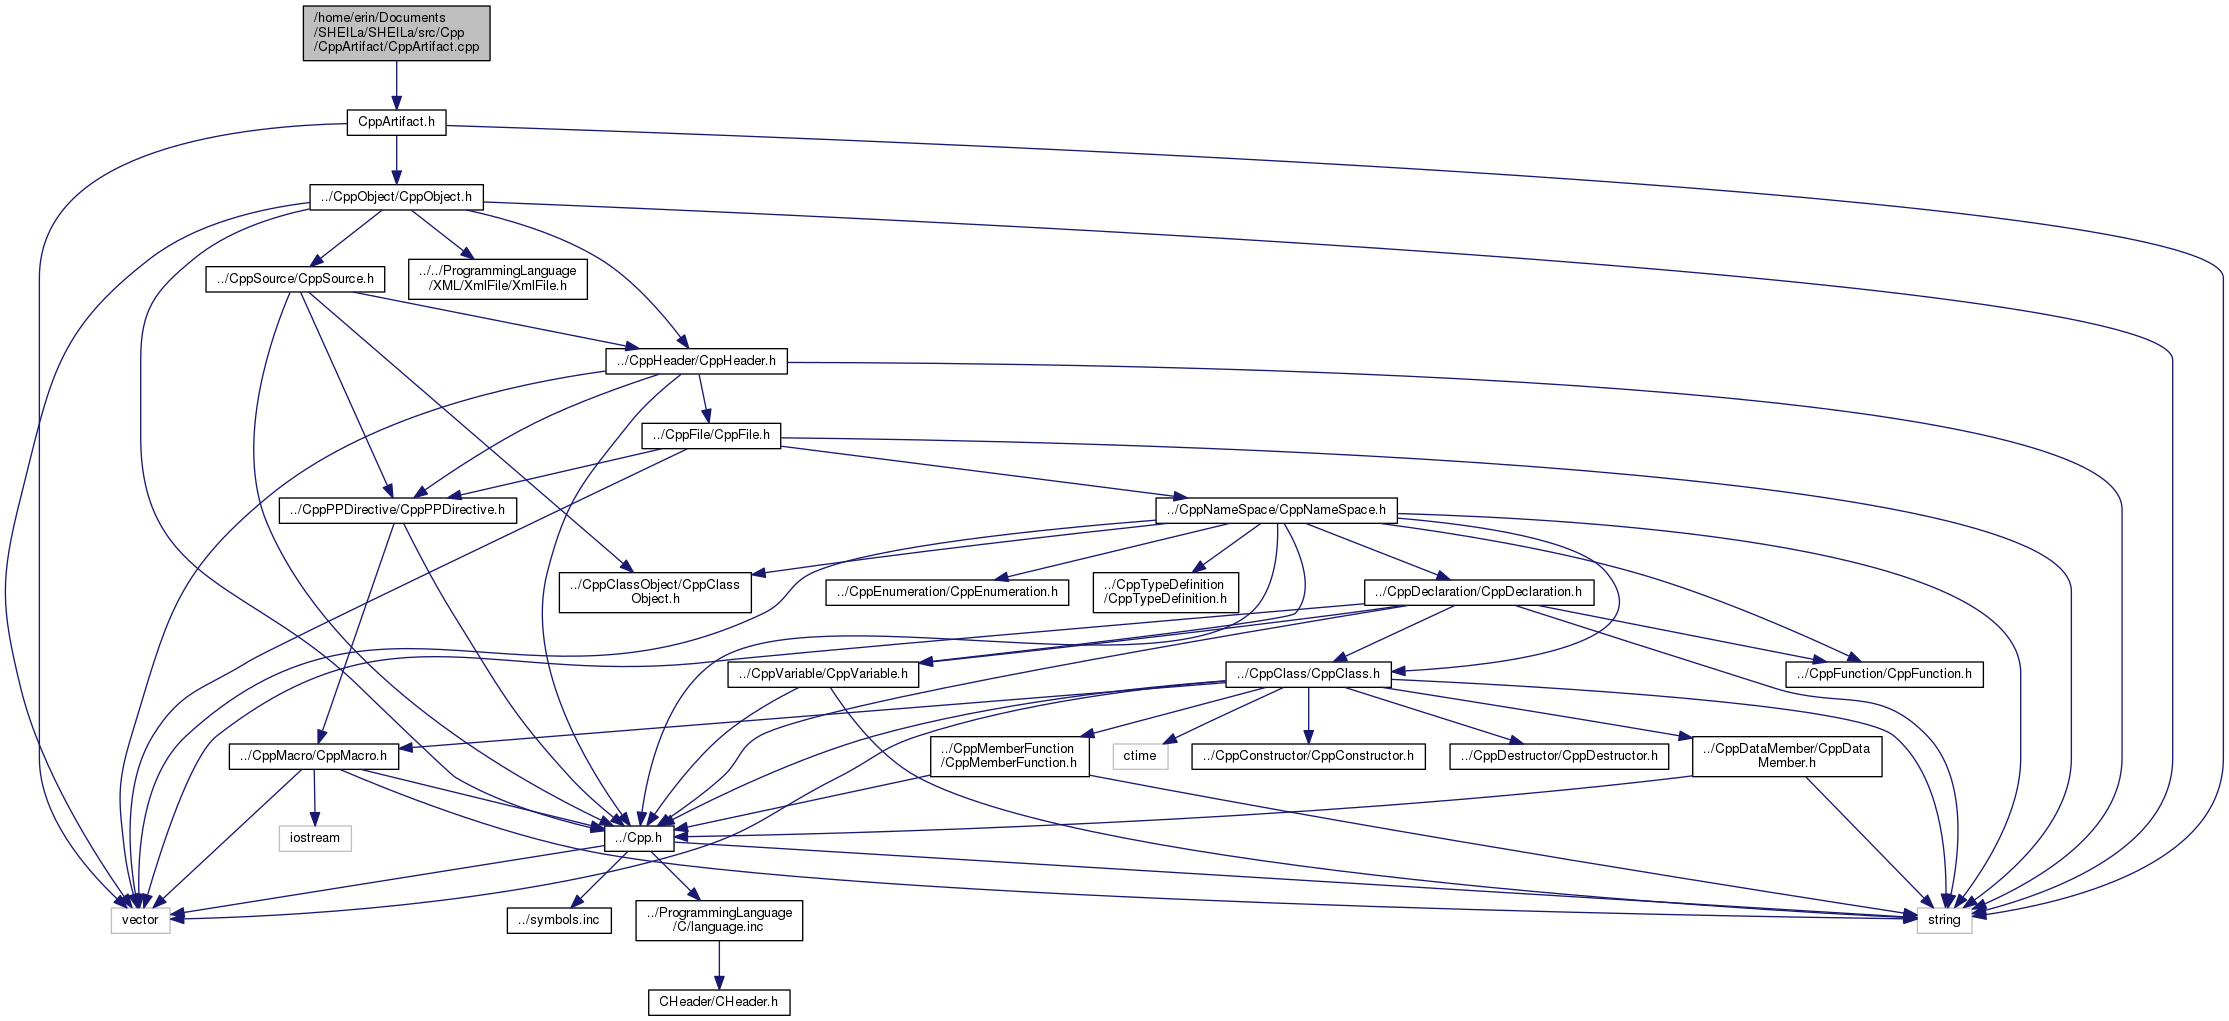 /home/erin/Documents
/SHEILa/SHEILa/src/Cpp
/CppArtifact/CppArtifact.cpp
CppArtifact.h
../CppObject/CppObject.h
../CppSource/CppSource.h
../../ProgrammingLanguage
/XML/XmlFile/XmlFile.h
../CppHeader/CppHeader.h
../CppFile/CppFile.h
../CppPPDirective/CppPPDirective.h
../CppNameSpace/CppNameSpace.h
../CppClassObject/CppClass
Object.h
../CppEnumeration/CppEnumeration.h
../CppTypeDefinition
/CppTypeDefinition.h
../CppDeclaration/CppDeclaration.h
../CppVariable/CppVariable.h
../CppClass/CppClass.h
../CppFunction/CppFunction.h
../CppMacro/CppMacro.h
../CppMemberFunction
/CppMemberFunction.h
ctime
../CppConstructor/CppConstructor.h
../CppDestructor/CppDestructor.h
../CppDataMember/CppData
Member.h
iostream
../Cpp.h
vector
../symbols.inc
../ProgrammingLanguage
/C/language.inc
string
CHeader/CHeader.h